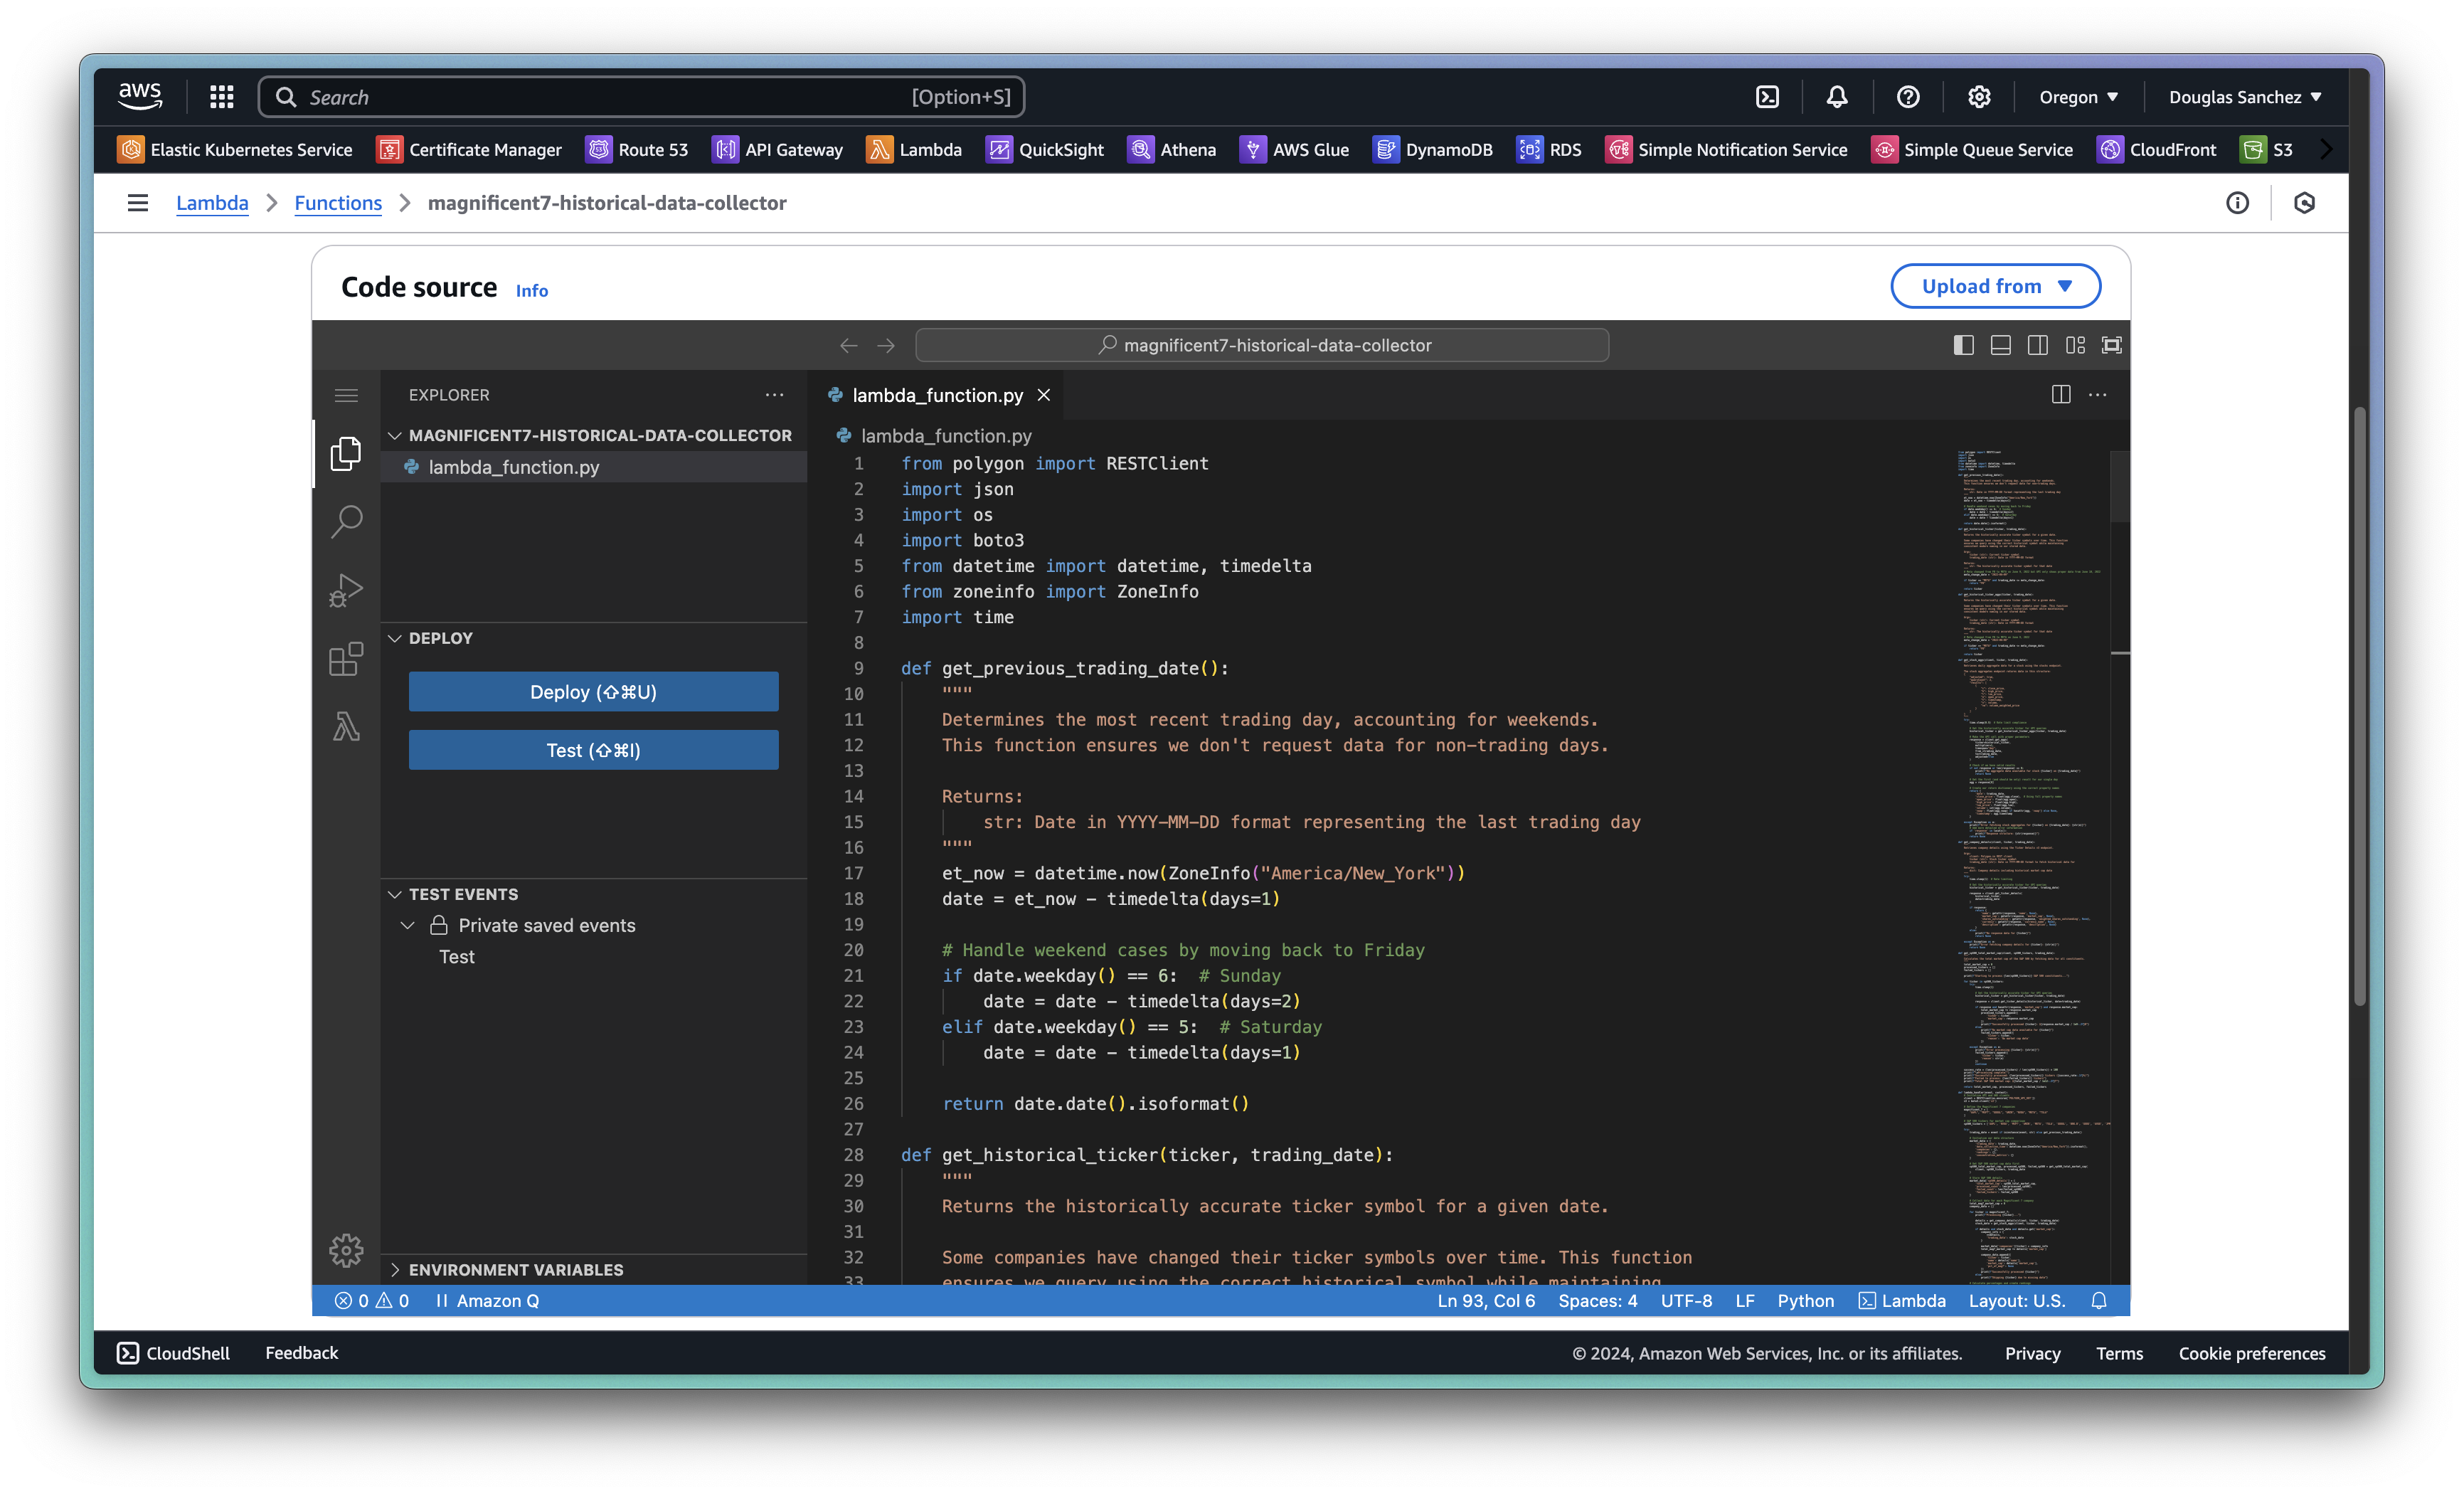 aws
Search [Option+S]
Oregon
Douglas Sanchez
Elastic Kubernetes Service
Certificate Manager
Route 53
API Gateway
Lambda
QuickSight
Athena
AWS Glue
DynamoDB
RDS
Simple Notification Service
Simple Queue Service
CloudFront
S3
Lambda > Functions > magnificent7-historical-data-collector
Code source Info
Upload from
magnificent7-historical-data-collector
EXPLORER
MAGNIFICENT7-HISTORICAL-DATA-COLLECTOR
lambda_function.py
DEPLOY
Deploy (⇧⌘U)
Test (⇧⌘I)
TEST EVENTS
Private saved events
Test
ENVIRONMENT VARIABLES
lambda_function.py
lambda_function.py
1 from polygon import RESTClient
2 import json
3 import os
4 import boto3
5 from datetime import datetime, timedelta
6 from zoneinfo import ZoneInfo
7 import time
8
9 def get_previous_trading_date():
10     """
11     Determines the most recent trading day, accounting for weekends.
12     This function ensures we don't request data for non-trading days.
13
14     Returns:
15         str: Date in YYYY-MM-DD format representing the last trading day
16     """
17     et_now = datetime.now(ZoneInfo("America/New_York"))
18     date = et_now - timedelta(days=1)
19
20     # Handle weekend cases by moving back to Friday
21     if date.weekday() == 6:  # Sunday
22         date = date - timedelta(days=2)
23     elif date.weekday() == 5:  # Saturday
24         date = date - timedelta(days=1)
25
26     return date.date().isoformat()
27
28 def get_historical_ticker(ticker, trading_date):
29     """
30     Returns the historically accurate ticker symbol for a given date.
31
32     Some companies have changed their ticker symbols over time. This function
33     ensures we query using the correct historical symbol while maintaining
0 0 Amazon Q
Ln 93, Col 6 Spaces: 4 UTF-8 LF Python Lambda Layout: U.S.
CloudShell Feedback
© 2024, Amazon Web Services, Inc. or its affiliates. Privacy Terms Cookie preferences